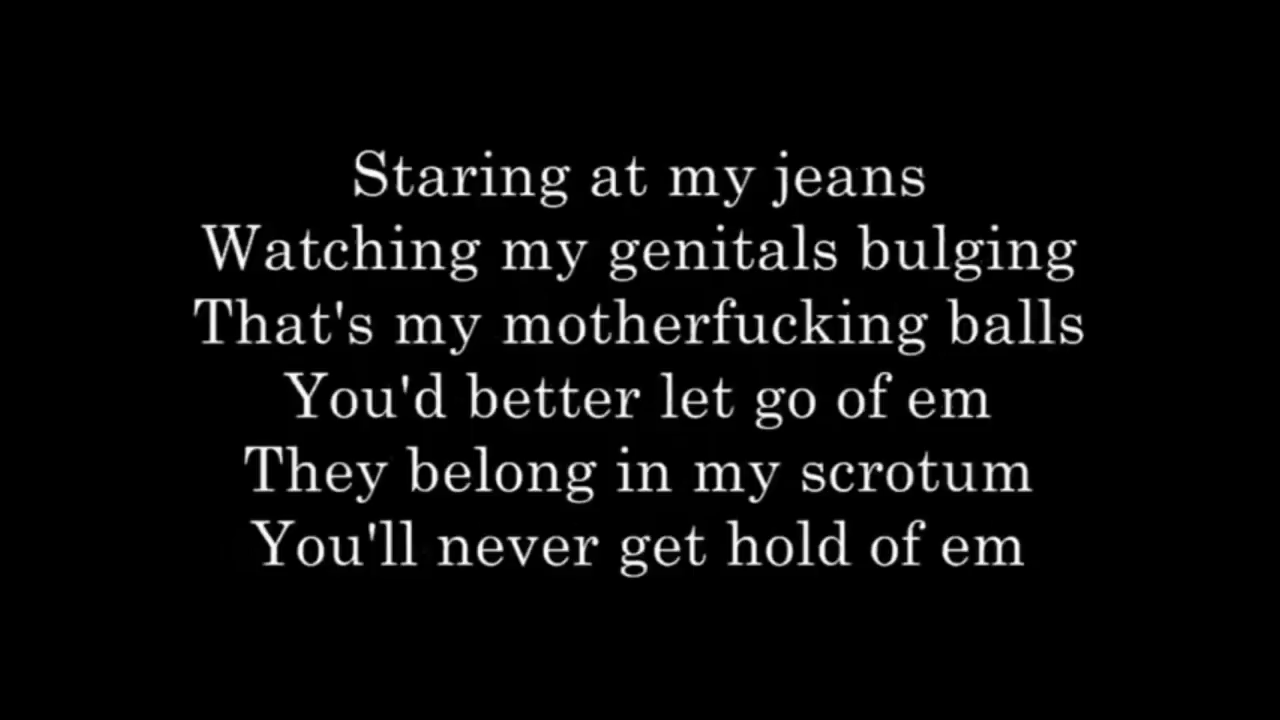 Staring at my jeans
Watching my genitals bulging
That's my motherfucking balls
You'd better let go of em
They belong in my scrotum
You'll never get hold of em